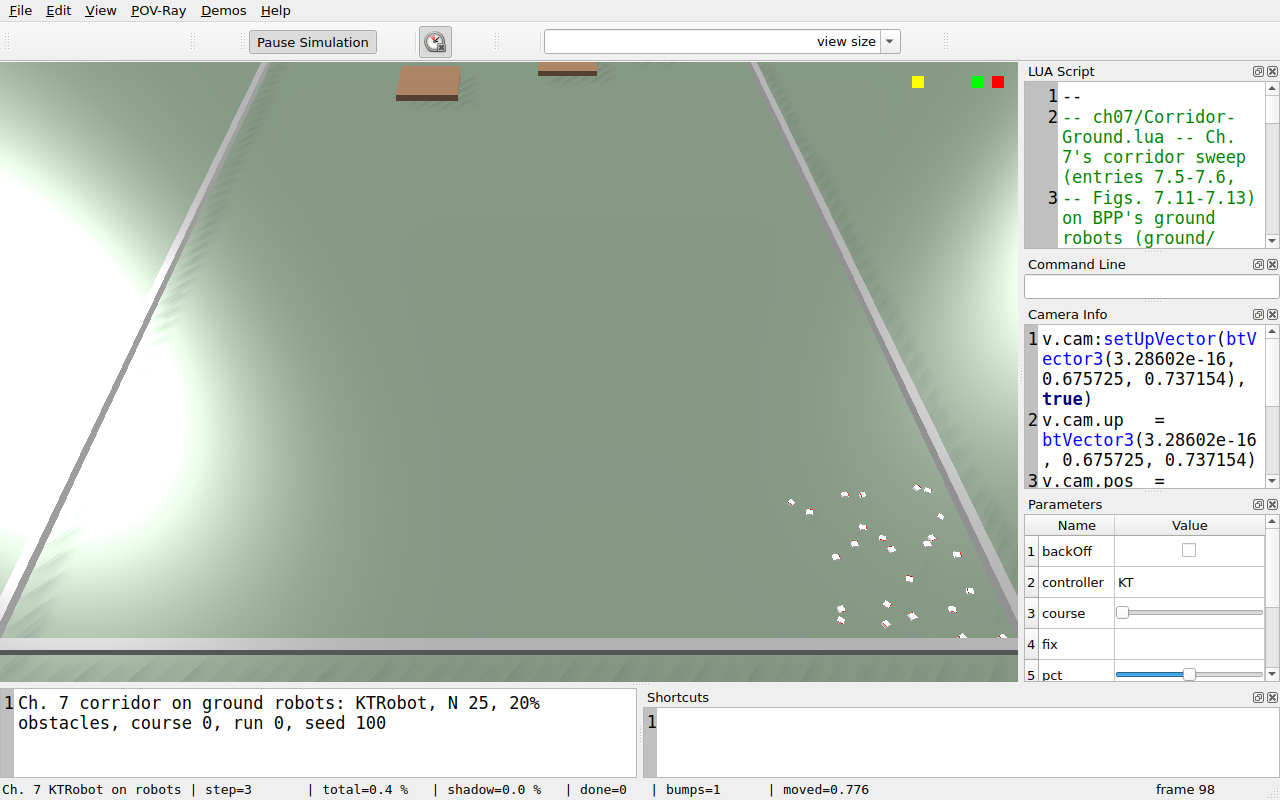 File Edit View POV-Ray Demos Help
Pause Simulation
view size
LUA Script
1 --
2 -- ch07/Corridor-
Ground.lua -- Ch.
7's corridor sweep
(entries 7.5-7.6,
3 -- Figs. 7.11-7.13)
on BPP's ground
robots (ground/
Command Line
Camera Info
1 v.cam:setUpVector(btV
ector3(3.28602e-16,
0.675725, 0.737154),
true)
2 v.cam.up   =
btVector3(3.28602e-16
, 0.675725, 0.737154)
3 v.cam.pos  =
Parameters
Name Value
1 backOff
2 controller KT
3 course
4 fix
5 pct
1 Ch. 7 corridor on ground robots: KTRobot, N 25, 20%
obstacles, course 0, run 0, seed 100
Shortcuts
1
Ch. 7 KTRobot on robots | step=3 | total=0.4 % | shadow=0.0 % | done=0 | bumps=1 | moved=0.776 frame 98